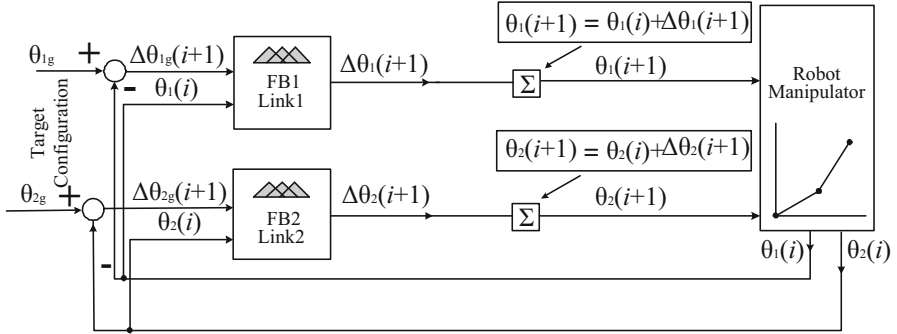 θ₁(i+1) = θ₁(i)+Δθ₁(i+1)
θ₁g
+
-
Δθ₁g(i+1)
θ₁(i)
FB1
Link1
Δθ₁(i+1)
Σ
θ₁(i+1)
Robot
Manipulator
Target
Configuration
θ₂(i+1) = θ₂(i)+Δθ₂(i+1)
θ₂g
+
-
Δθ₂g(i+1)
θ₂(i)
FB2
Link2
Δθ₂(i+1)
Σ
θ₂(i+1)
θ₁(i)
θ₂(i)